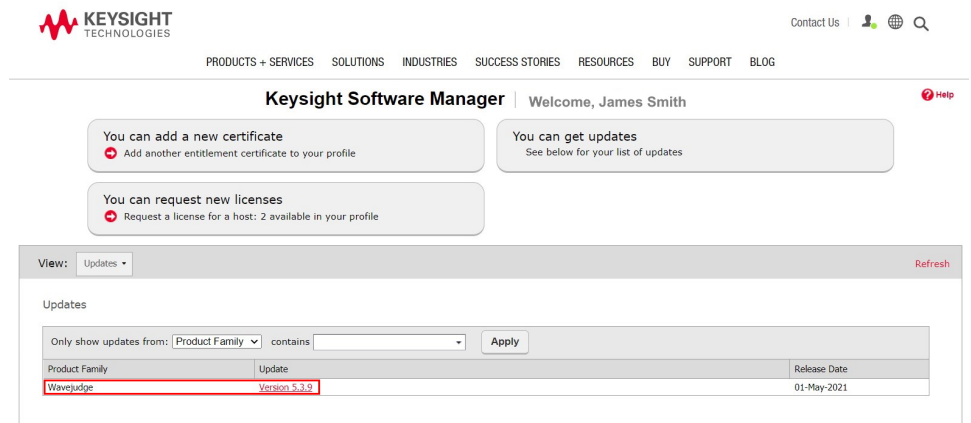 KEYSIGHT
TECHNOLOGIES
Contact Us
PRODUCTS + SERVICES SOLUTIONS INDUSTRIES SUCCESS STORIES RESOURCES BUY SUPPORT BLOG
Keysight Software Manager | Welcome, James Smith
Help
You can add a new certificate
Add another entitlement certificate to your profile
You can get updates
See below for your list of updates
You can request new licenses
Request a license for a host: 2 available in your profile
View: Updates Refresh
Updates
Only show updates from: Product Family contains Apply
Product Family Update Release Date
Wavejudge Version 5.3.9 01-May-2021